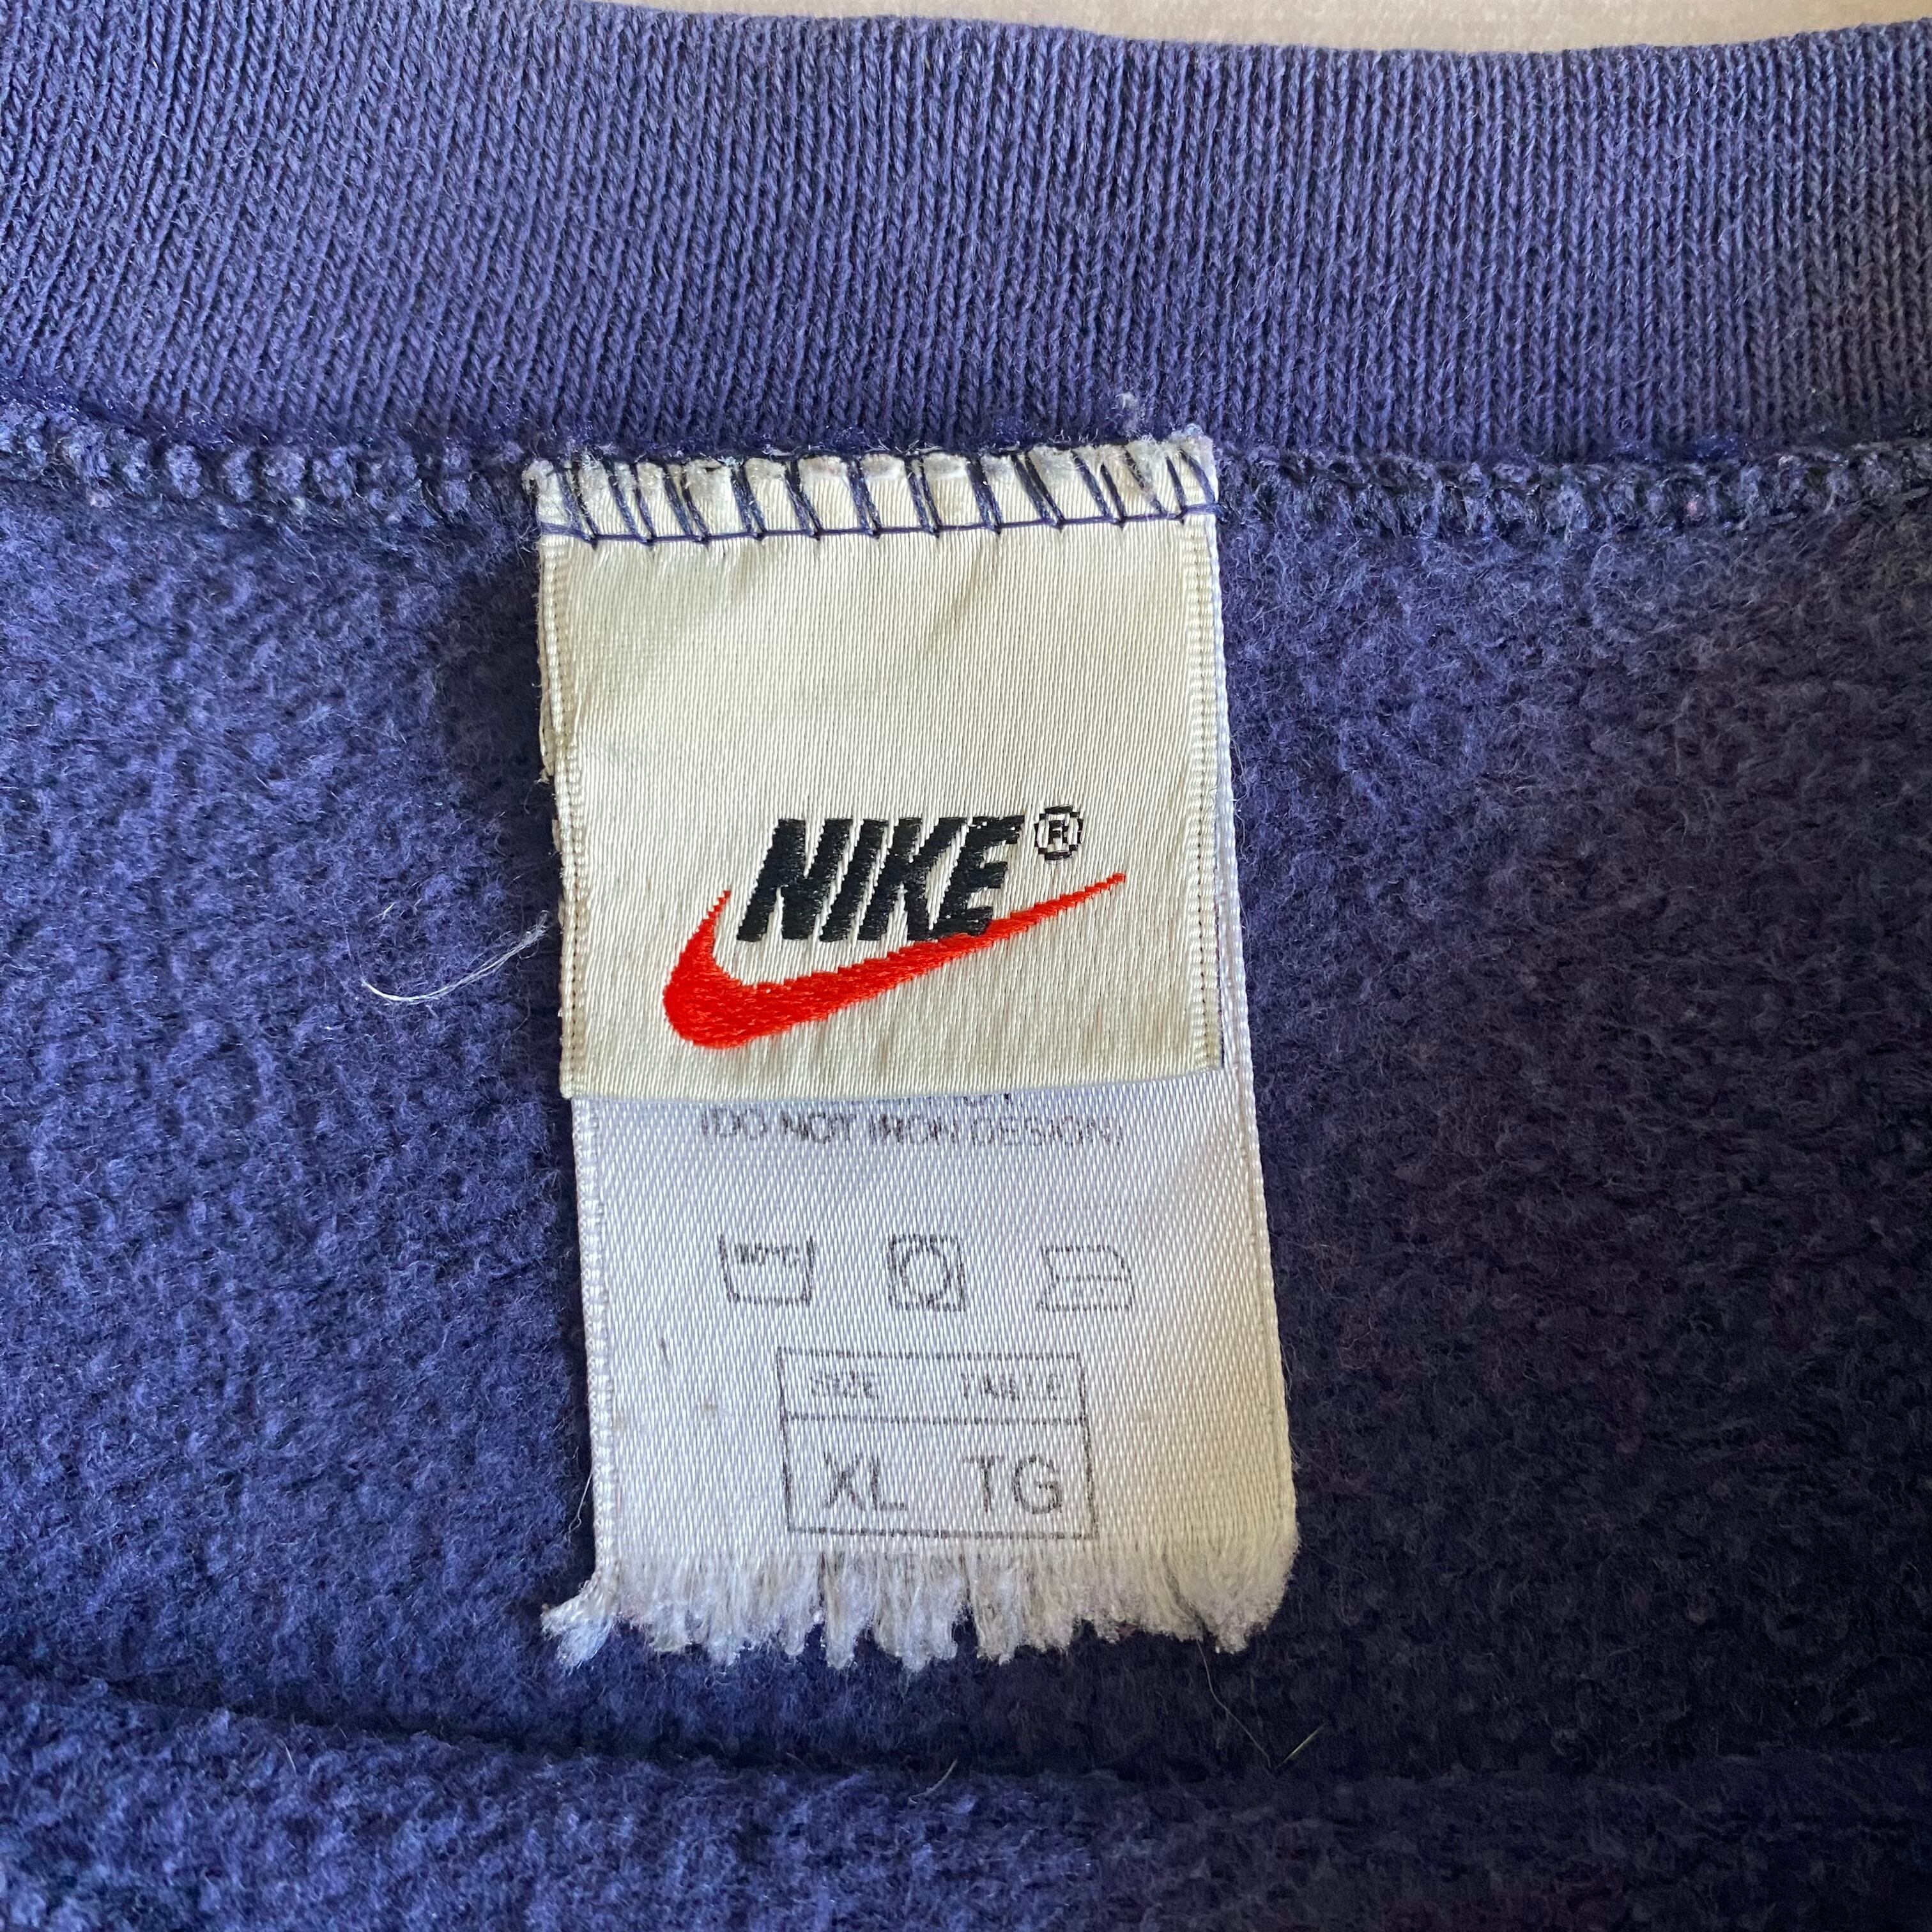 NIKE®
(DO NOT IRON DESIGN)
SIZE TAILLE
XL TG